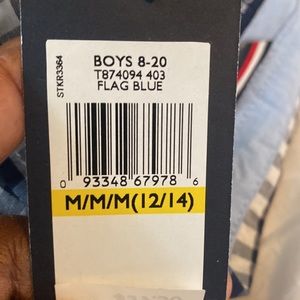 STKR3364
BOYS 8-20
T874094 403
FLAG BLUE
0 93348 67978 6
M/M/M(12/14)